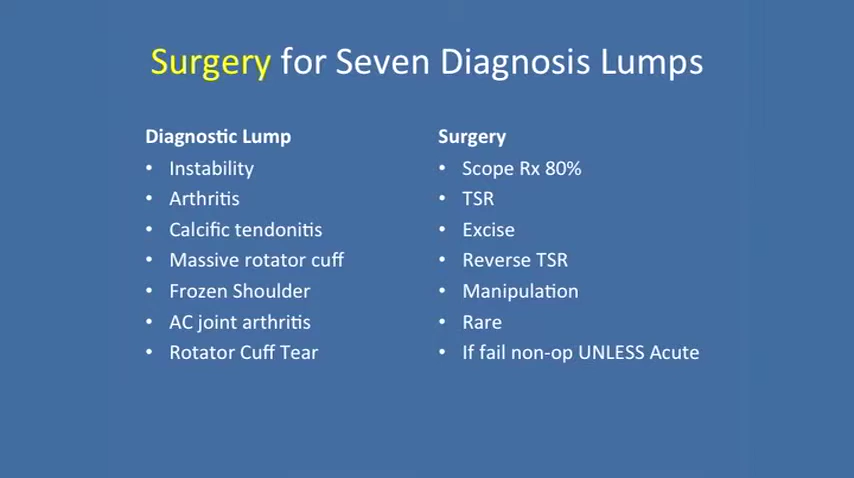 Surgery for Seven Diagnosis Lumps
Diagnostic Lump
• Instability
• Arthritis
• Calcific tendonitis
• Massive rotator cuff
• Frozen Shoulder
• AC joint arthritis
• Rotator Cuff Tear
Surgery
• Scope Rx 80%
• TSR
• Excise
• Reverse TSR
• Manipulation
• Rare
• If fail non-op UNLESS Acute